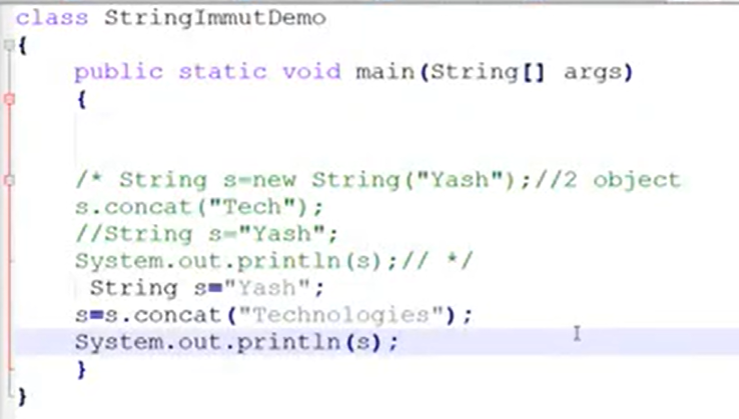 class StringImmutDemo
{
public static void main(String[] args)
{
/* String s=new String("Yash");//2 object
s.concat("Tech");
//String s="Yash";
System.out.println(s);// */
String s="Yash";
s=s.concat("Technologies");
System.out.println(s);
}
}